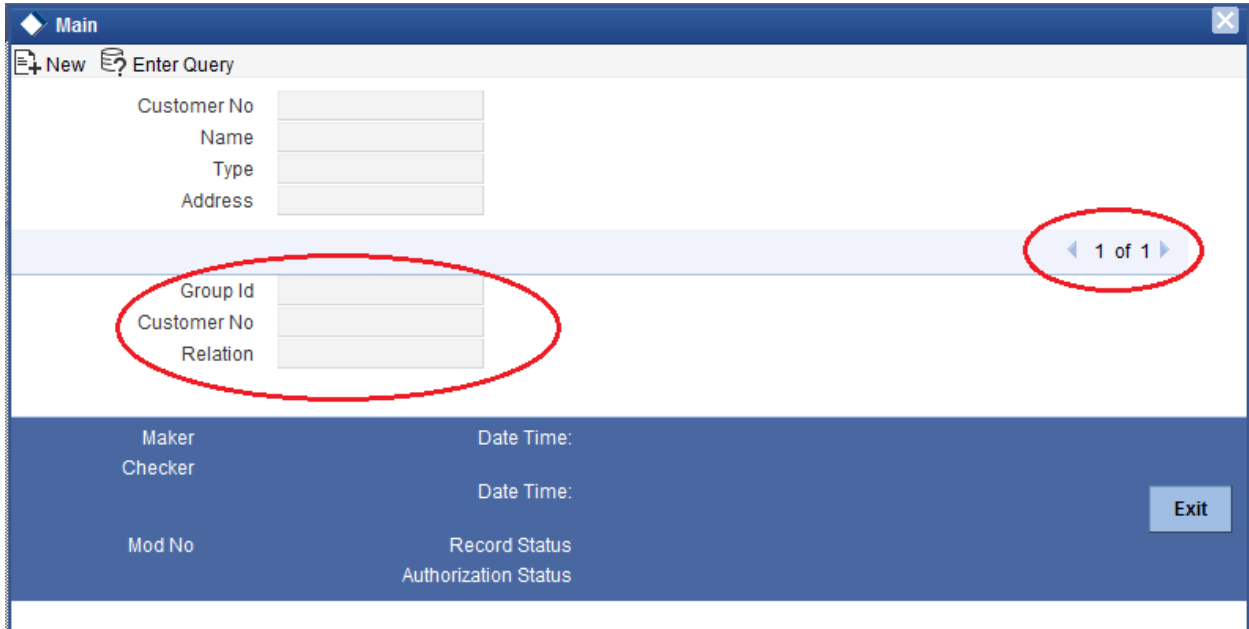 Main
New Enter Query
Customer No
Name
Type
Address
1 of 1
Group Id
Customer No
Relation
Maker Date Time:
Checker
Date Time:
Exit
Mod No Record Status
Authorization Status